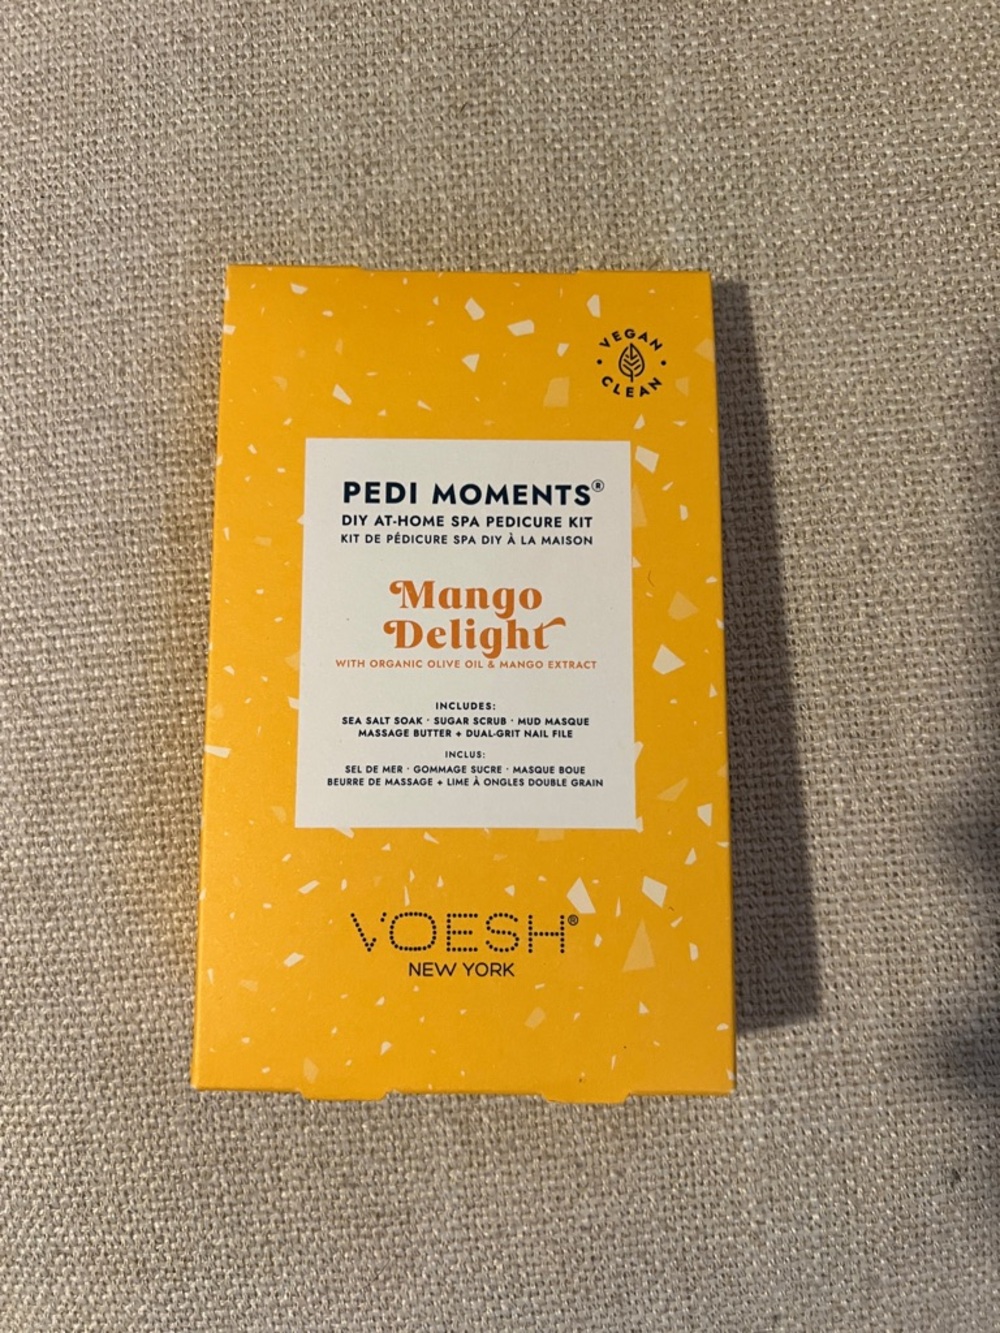 VEGAN
CLEAN
PEDI MOMENTS®
DIY AT-HOME SPA PEDICURE KIT
KIT DE PÉDICURE SPA DIY À LA MAISON
Mango
Delight
WITH ORGANIC OLIVE OIL & MANGO EXTRACT
INCLUDES:
SEA SALT SOAK · SUGAR SCRUB · MUD MASQUE
MASSAGE BUTTER + DUAL-GRIT NAIL FILE
INCLUS:
SEL DE MER · GOMMAGE SUCRE · MASQUE BOUE
BEURRE DE MASSAGE + LIME À ONGLES DOUBLE GRAIN
VOESH®
NEW YORK